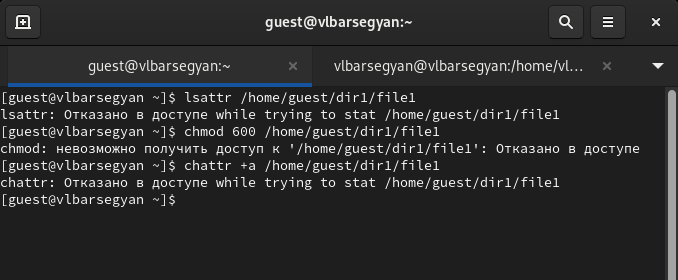 guest@vlbarsegyan:~
guest@vlbarsegyan:~
vlbarsegyan@vlbarsegyan:/home/vl...
[guest@vlbarsegyan ~]$ lsattr /home/guest/dir1/file1
lsattr: Отказано в доступе while trying to stat /home/guest/dir1/file1
[guest@vlbarsegyan ~]$ chmod 600 /home/guest/dir1/file1
chmod: невозможно получить доступ к '/home/guest/dir1/file1': Отказано в доступе
[guest@vlbarsegyan ~]$ chattr +a /home/guest/dir1/file1
chattr: Отказано в доступе while trying to stat /home/guest/dir1/file1
[guest@vlbarsegyan ~]$